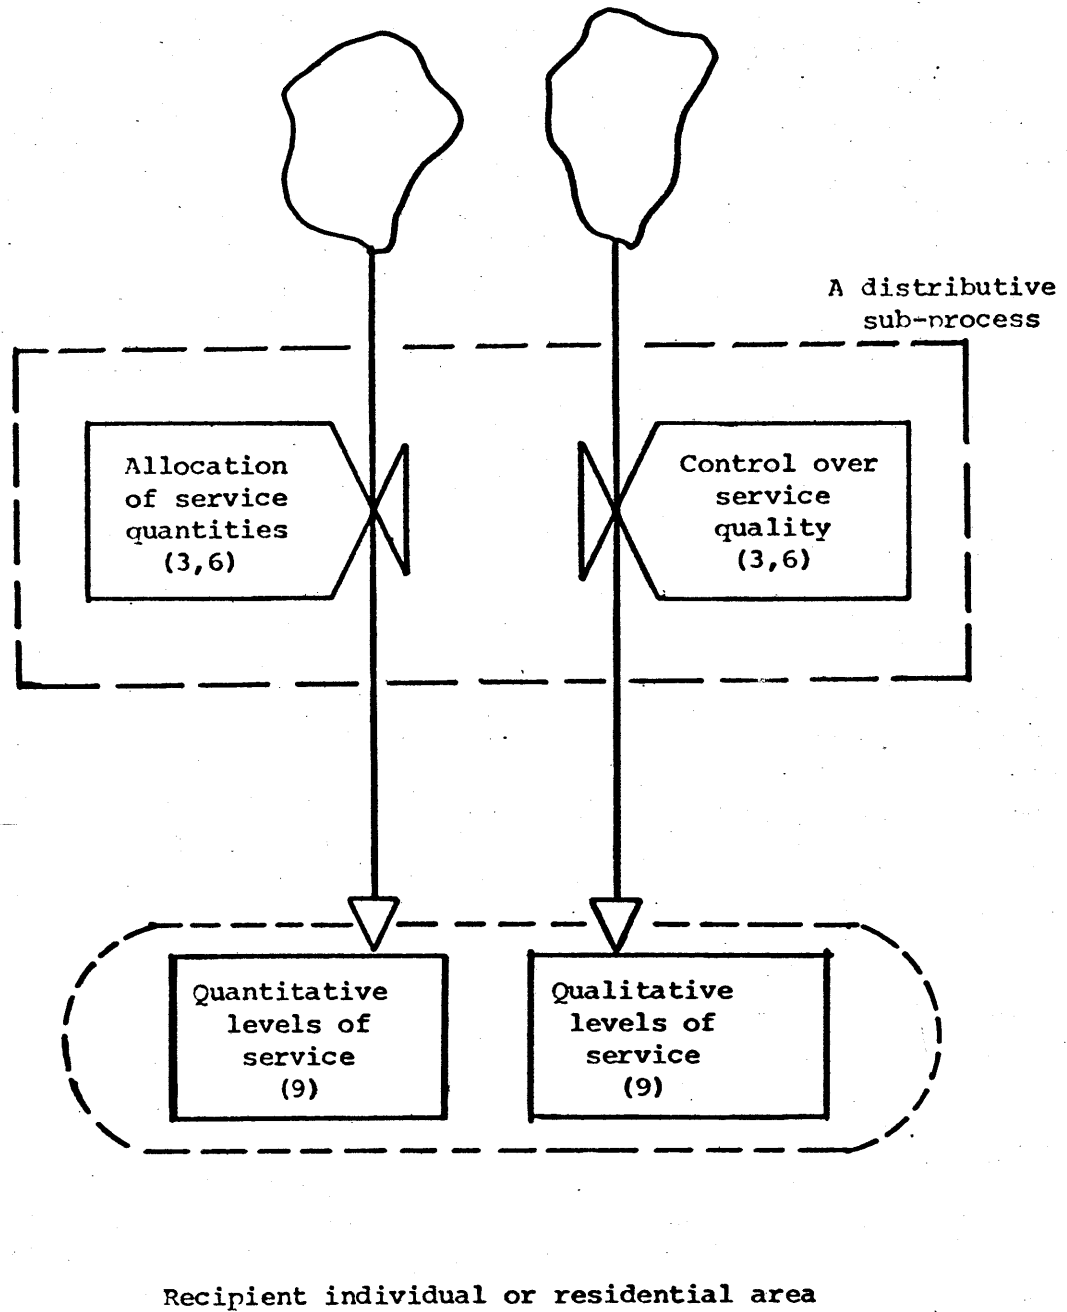 A distributive
sub-process
Allocation
of service
quantities
(3,6)
Control over
service
quality
(3,6)
Quantitative
levels of
service
(9)
Qualitative
levels of
service
(9)
Recipient individual or residential area